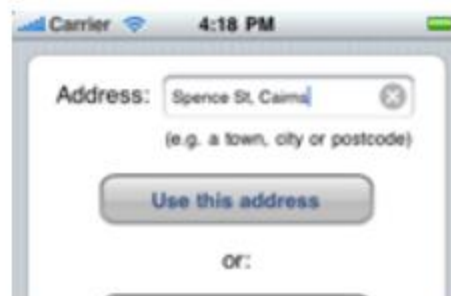 Carrier 4:18 PM
Address: Spence St, Cairns
(e.g. a town, city or postcode)
Use this address
or: